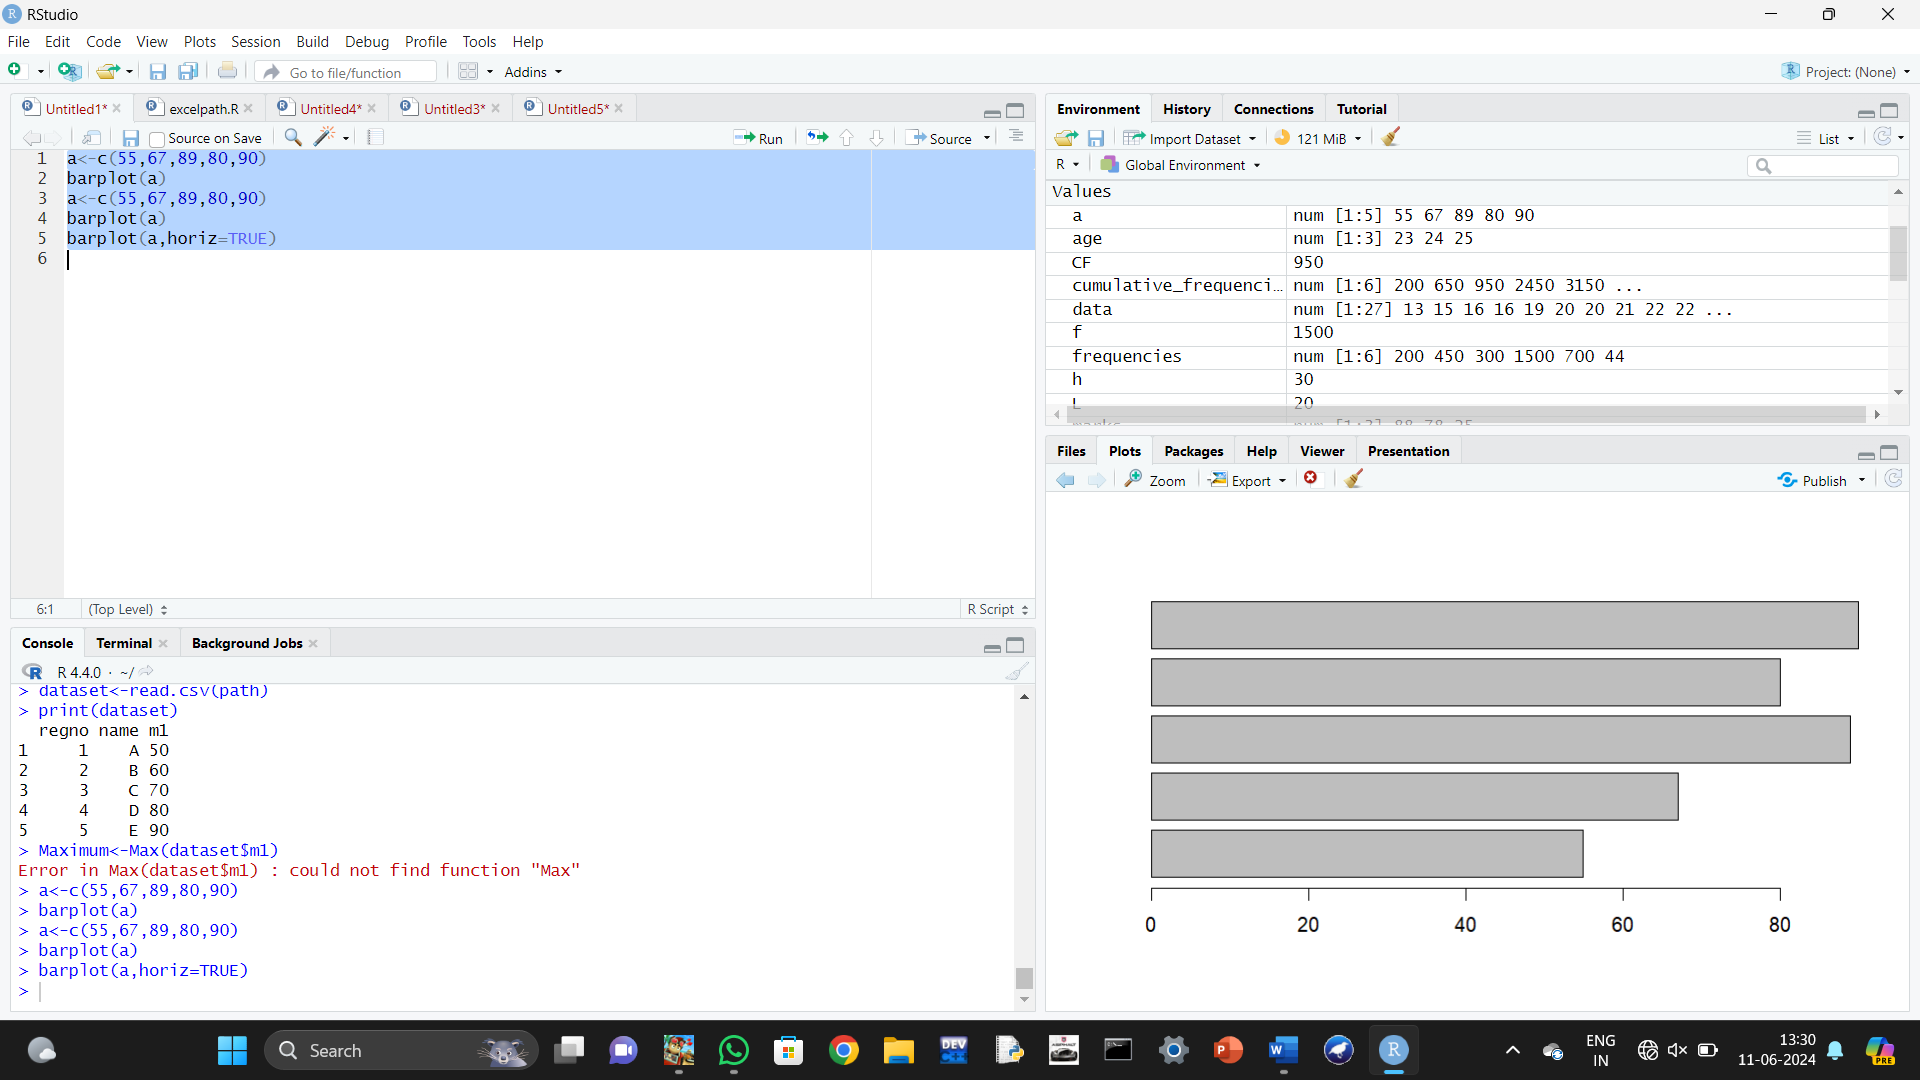 RStudio
File Edit Code View Plots Session Build Debug Profile Tools Help
Go to file/function Addins Project: (None)
Untitled1* excelpath.R Untitled4* Untitled3* Untitled5*
Source on Save Run Source
1 a<-c(55,67,89,80,90)
2 barplot(a)
3 a<-c(55,67,89,80,90)
4 barplot(a)
5 barplot(a,horiz=TRUE)
6
6:1 (Top Level) R Script
Console Terminal Background Jobs
R 4.4.0 · ~/
> dataset<-read.csv(path)
> print(dataset)
regno name m1
1 1 A 50
2 2 B 60
3 3 C 70
4 4 D 80
5 5 E 90
> Maximum<-Max(dataset$m1)
Error in Max(dataset$m1) : could not find function "Max"
> a<-c(55,67,89,80,90)
> barplot(a)
> a<-c(55,67,89,80,90)
> barplot(a)
> barplot(a,horiz=TRUE)
>
Environment History Connections Tutorial
Import Dataset 121 MiB List
R Global Environment
Values
a num [1:5] 55 67 89 80 90
age num [1:3] 23 24 25
CF 950
cumulative_frequenci… num [1:6] 200 650 950 2450 3150 ...
data num [1:27] 13 15 16 16 19 20 20 21 22 22 ...
f 1500
frequencies num [1:6] 200 450 300 1500 700 44
h 30
L 20
Files Plots Packages Help Viewer Presentation
Zoom Export Publish
0 20 40 60 80
Search
DEV C++
ASPHALT
ENG
IN
13:30
11-06-2024
PRE